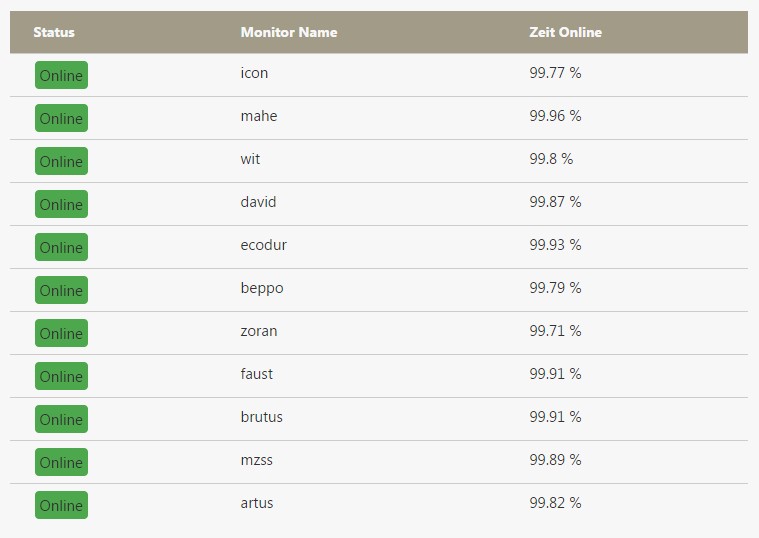 Status Monitor Name Zeit Online
Online icon 99.77 %
Online mahe 99.96 %
Online wit 99.8 %
Online david 99.87 %
Online ecodur 99.93 %
Online beppo 99.79 %
Online zoran 99.71 %
Online faust 99.91 %
Online brutus 99.91 %
Online mzss 99.89 %
Online artus 99.82 %